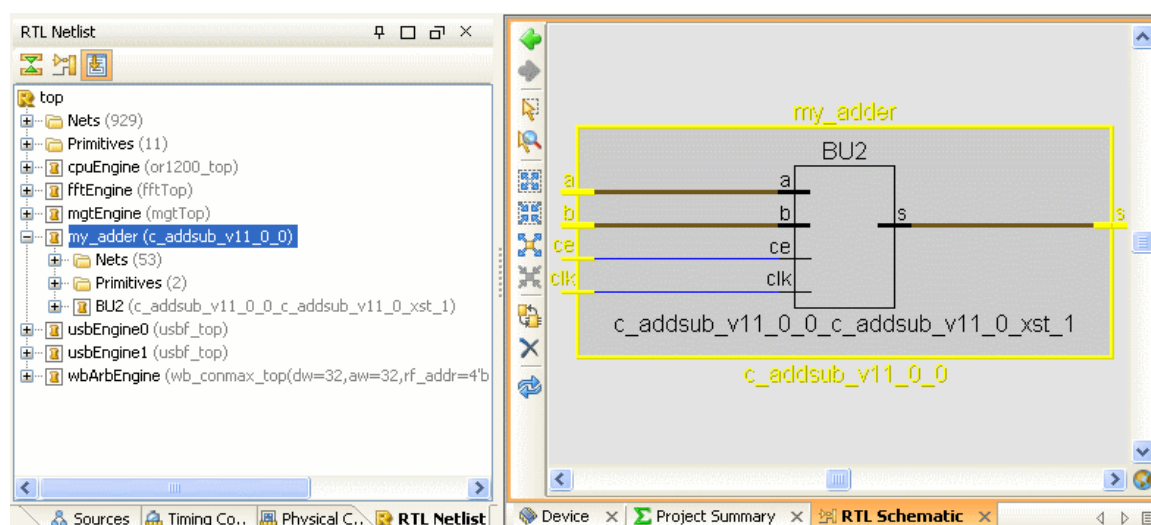 RTL Netlist
top
Nets (929)
Primitives (11)
cpuEngine (or1200_top)
fftEngine (fftTop)
mgtEngine (mgtTop)
my_adder (c_addsub_v11_0_0)
Nets (53)
Primitives (2)
BU2 (c_addsub_v11_0_0_c_addsub_v11_0_xst_1)
usbEngine0 (usbf_top)
usbEngine1 (usbf_top)
wbArbEngine (wb_conmax_top(dw=32,aw=32,rf_addr=4'b
Sources Timing Co.. Physical C.. RTL Netlist
my_adder
BU2
a a
b b s s
ce ce
clk clk
c_addsub_v11_0_0_c_addsub_v11_0_xst_1
c_addsub_v11_0_0
Device Project Summary RTL Schematic